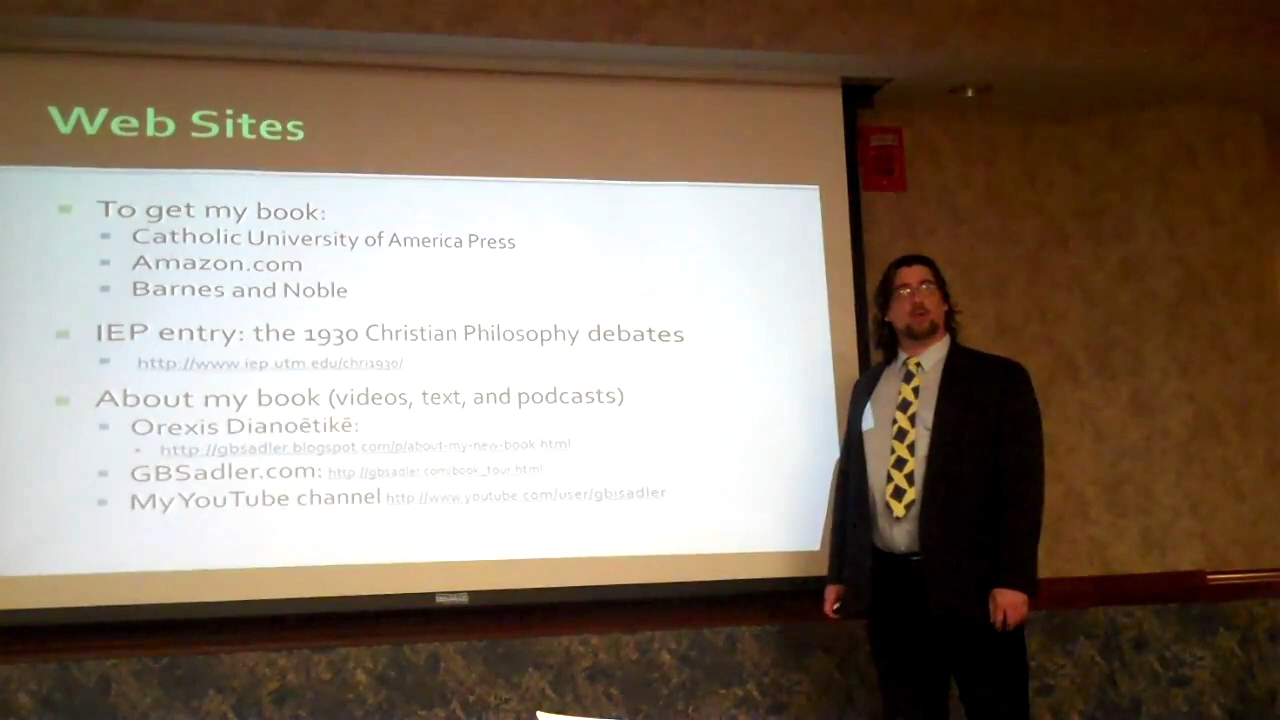 Web Sites
To get my book:
Catholic University of America Press
Amazon.com
Barnes and Noble
IEP entry: the 1930 Christian Philosophy debates
http://www.iep.utm.edu/chri1930/
About my book (videos, text, and podcasts)
Orexis Dianoētikē:
http://gbsadler.blogspot.com/p/about-my-new-book.html
GBSadler.com: http://gbsadler.com/book_tour.html
My YouTube channel http://www.youtube.com/user/gbisadler